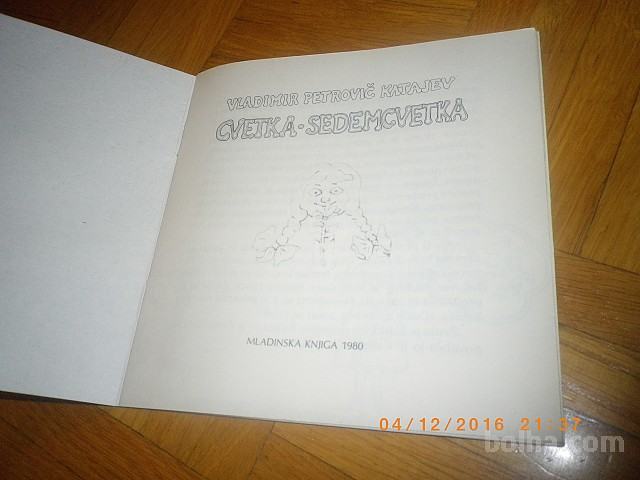 VLADIMIR PETROVIČ KATAJEV
CVETKA-SEDEMCVETKA
MLADINSKA KNJIGA 1980
04/12/2016 21:37
bolha.com